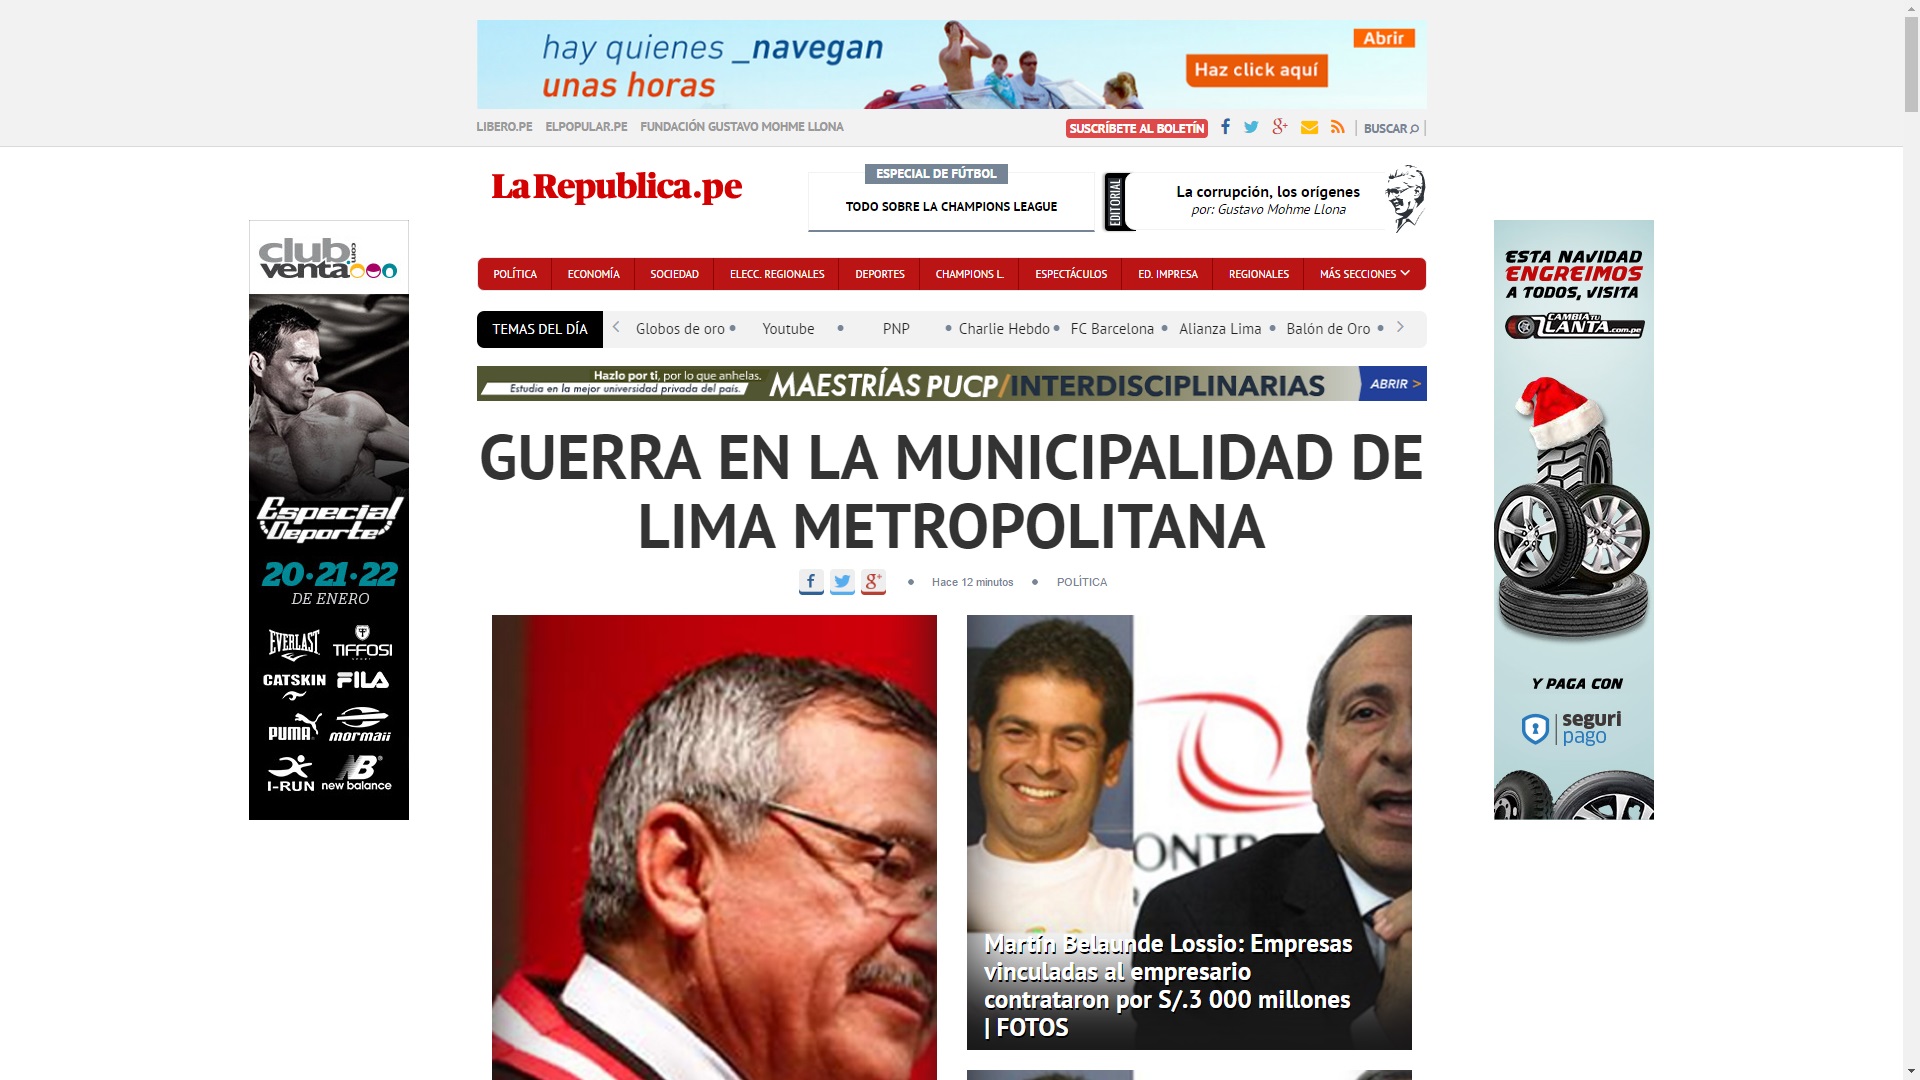 hay quienes _navegan
unas horas
Abrir
Haz click aquí
LIBERO.PE ELPOPULAR.PE FUNDACIÓN GUSTAVO MOHME LLONA
SUSCRÍBETE AL BOLETÍN
BUSCAR
LaRepublica.pe
ESPECIAL DE FÚTBOL
TODO SOBRE LA CHAMPIONS LEAGUE
EDITORIAL
La corrupción, los orígenes
por: Gustavo Mohme Llona
POLÍTICA ECONOMÍA SOCIEDAD ELECC. REGIONALES DEPORTES CHAMPIONS L. ESPECTÁCULOS ED. IMPRESA REGIONALES MÁS SECCIONES
TEMAS DEL DÍA
Globos de oro • Youtube • PNP • Charlie Hebdo • FC Barcelona • Alianza Lima • Balón de Oro •
Hazlo por ti, por lo que anhelas.
Estudia en la mejor universidad privada del país.
MAESTRÍAS PUCP/INTERDISCIPLINARIAS
ABRIR >
GUERRA EN LA MUNICIPALIDAD DE
LIMA METROPOLITANA
• Hace 12 minutos • POLÍTICA
Martín Belaunde Lossio: Empresas
vinculadas al empresario
contrataron por S/.3 000 millones
| FOTOS
ONTR
club
venta.com
Especial
Deporte
20·21·22
DE ENERO
EVERLAST TIFFOSI
CATSKIN FILA
PUMA mormaii
I-RUN NB new balance
ESTA NAVIDAD
ENGREIMOS
A TODOS, VISITA
CAMBIA TU
LLANTA.com.pe
Y PAGA CON
seguri
pago